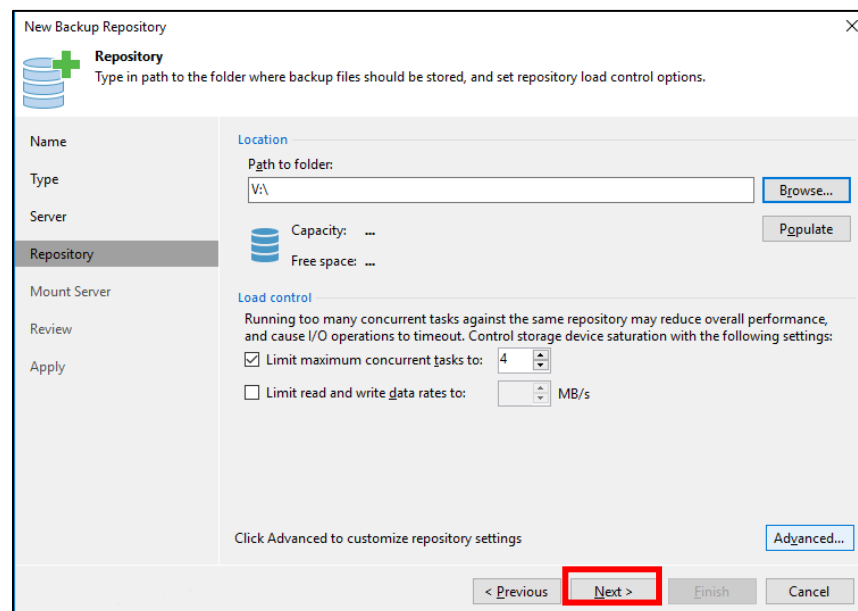 New Backup Repository
Repository
Type in path to the folder where backup files should be stored, and set repository load control options.
Name
Type
Server
Repository
Mount Server
Review
Apply
Location
Path to folder:
V:\
Browse...
Capacity: ...
Populate
Free space: ...
Load control
Running too many concurrent tasks against the same repository may reduce overall performance,
and cause I/O operations to timeout. Control storage device saturation with the following settings:
Limit maximum concurrent tasks to: 4
Limit read and write data rates to: MB/s
Click Advanced to customize repository settings
Advanced...
< Previous
Next >
Finish
Cancel